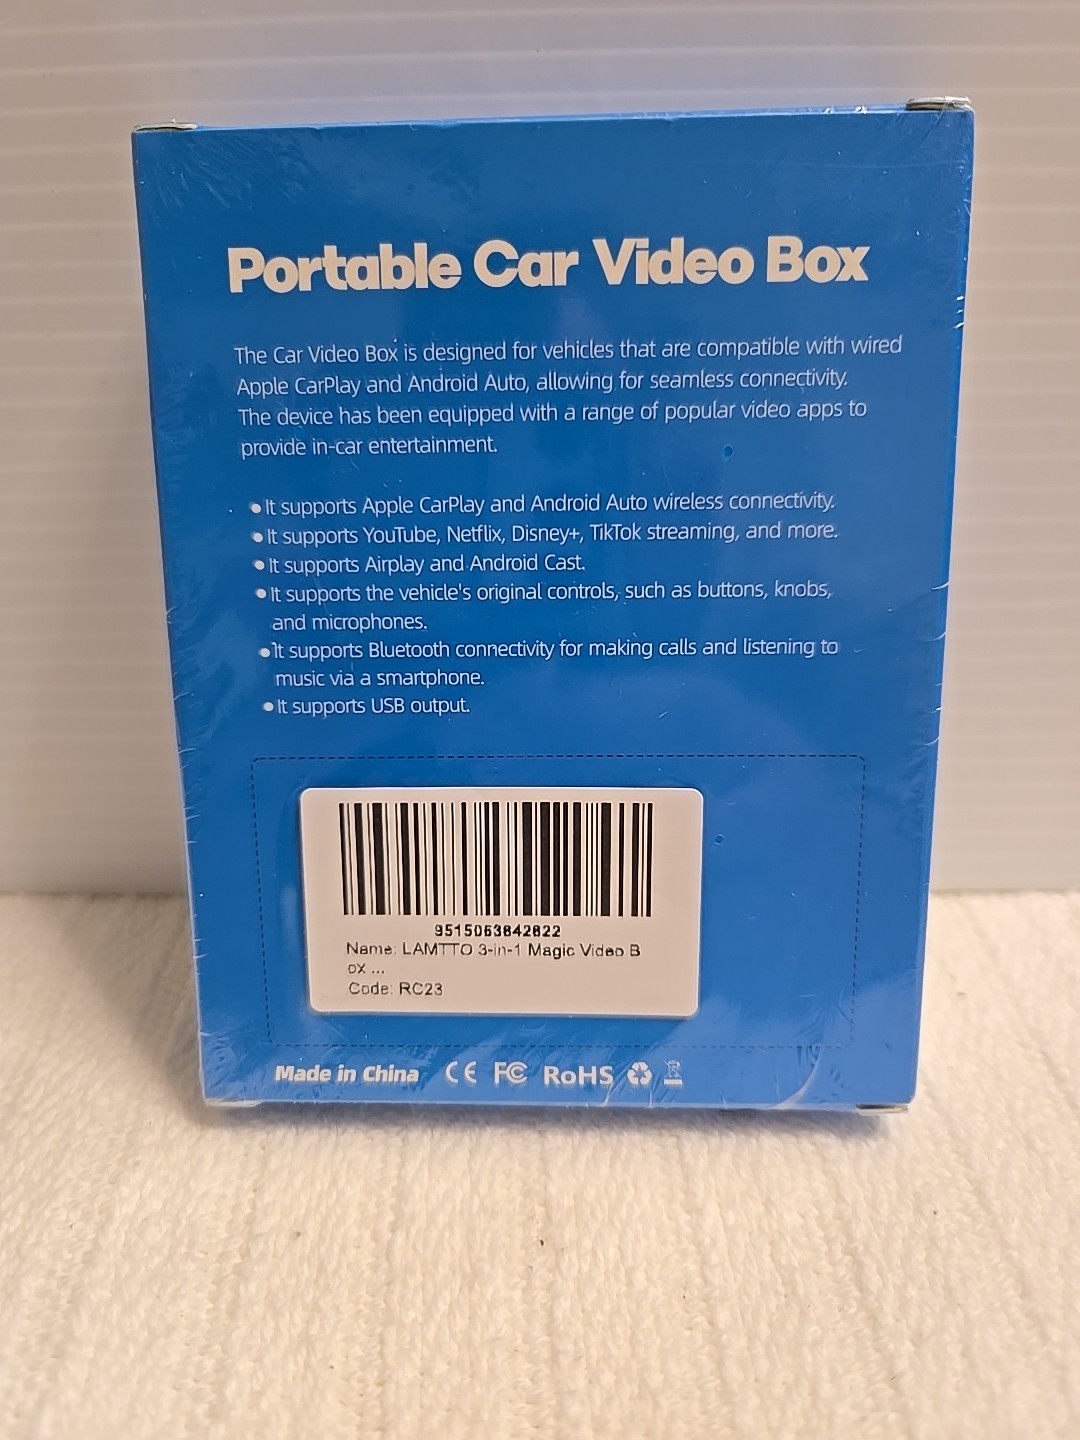 Portable Car Video Box
The Car Video Box is designed for vehicles that are compatible with wired
Apple CarPlay and Android Auto, allowing for seamless connectivity.
The device has been equipped with a range of popular video apps to
provide in-car entertainment.
•It supports Apple CarPlay and Android Auto wireless connectivity.
•It supports YouTube, Netflix, Disney+, TikTok streaming, and more.
•It supports Airplay and Android Cast.
•It supports the vehicle's original controls, such as buttons, knobs,
and microphones.
•It supports Bluetooth connectivity for making calls and listening to
music via a smartphone.
•It supports USB output.
9515063842822
Name: LAMTTO 3-in-1 Magic Video B
ox ...
Code: RC23
Made in China CE FC RoHS